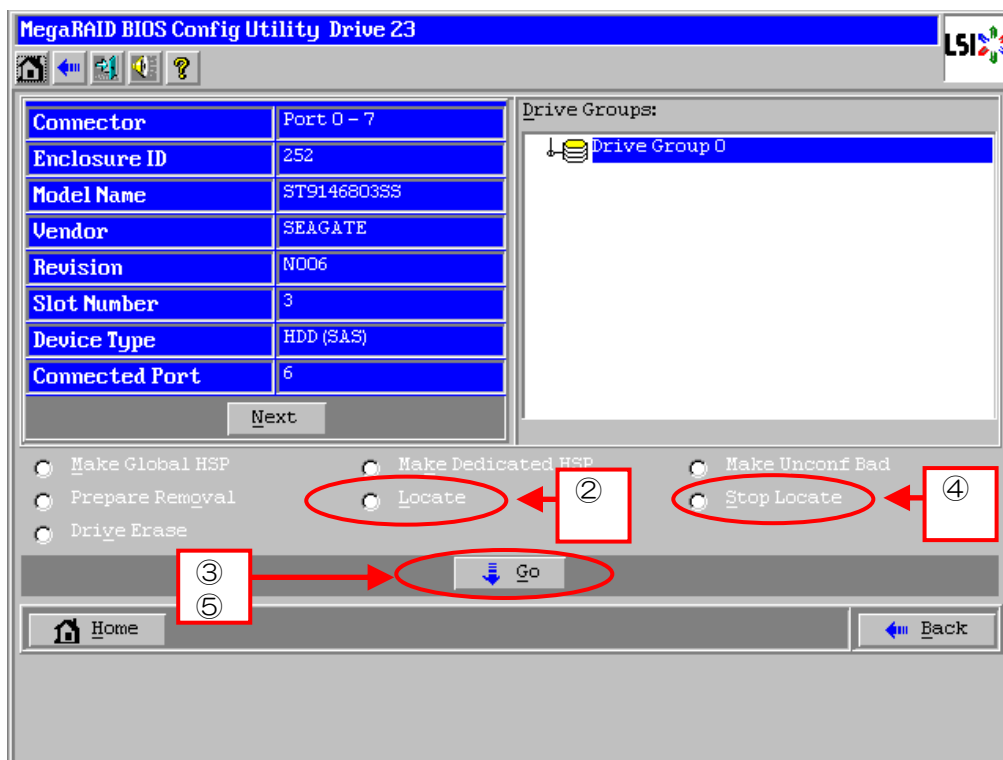 MegaRAID BIOS Config Utility Drive 23
LSI
Connector Port 0 - 7
Enclosure ID 252
Model Name ST9146803SS
Vendor SEAGATE
Revision N006
Slot Number 3
Device Type HDD (SAS)
Connected Port 6
Next
Drive Groups:
Drive Group 0
Make Global HSP Make Dedicated HSP Make Unconf Bad
Prepare Removal Locate ② Stop Locate ④
Drive Erase
③
⑤
Go
Home Back